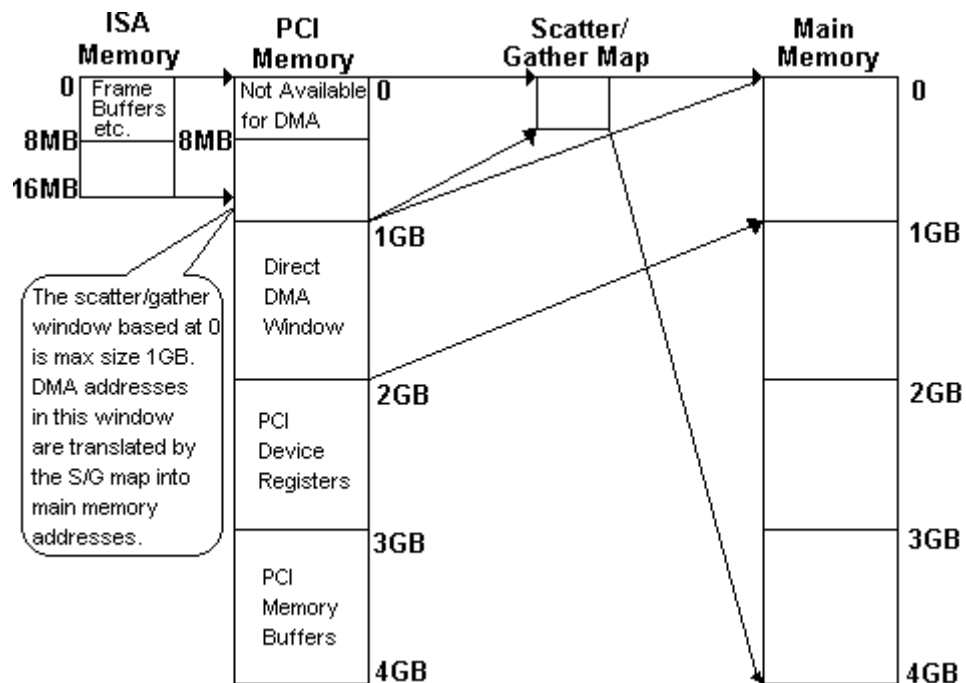 ISA
Memory
PCI
Memory
Scatter/
Gather Map
Main
Memory
0
8MB
16MB
Frame
Buffers
etc.
8MB
Not Available
for DMA
0
1GB
2GB
3GB
4GB
Direct
DMA
Window
PCI
Device
Registers
PCI
Memory
Buffers
The scatter/gather
window based at 0
is max size 1GB.
DMA addresses
in this window
are translated by
the S/G map into
main memory
addresses.
0
1GB
2GB
3GB
4GB